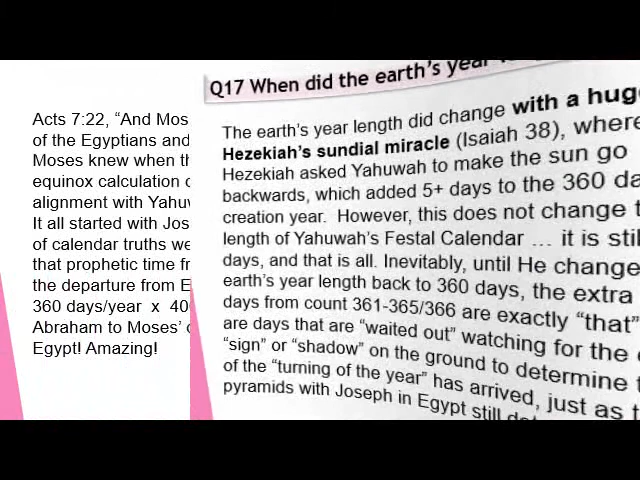 Acts 7:22, “And Mos
of the Egyptians and
Moses knew when th
equinox calculation
alignment with Yahuw
It all started with Jos
of calendar truths we
that prophetic time fr
the departure from E
360 days/year x 40
Abraham to Moses’
Egypt! Amazing!
Q17 When did the earth’s year
The earth’s year length did change with a hug
Hezekiah’s sundial miracle (Isaiah 38), where
Hezekiah asked Yahuwah to make the sun go
backwards, which added 5+ days to the 360 da
creation year. However, this does not change t
length of Yahuwah’s Festal Calendar … it is still
days, and that is all. Inevitably, until He change
earth’s year length back to 360 days, the extra
days from count 361-365/366 are exactly “that”
are days that are “waited out” watching for the
“sign” or “shadow” on the ground to determine t
of the “turning of the year” has arrived, just as t
pyramids with Joseph in Egypt still